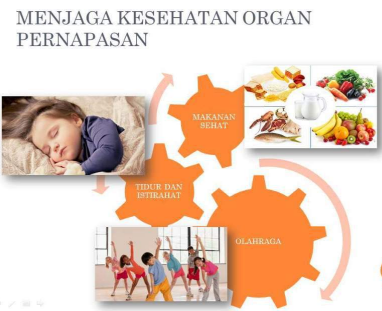 MENJAGA KESEHATAN ORGAN
PERNAPASAN
MAKANAN
SEHAT
TIDUR DAN
ISTIRAHAT
OLAHRAGA